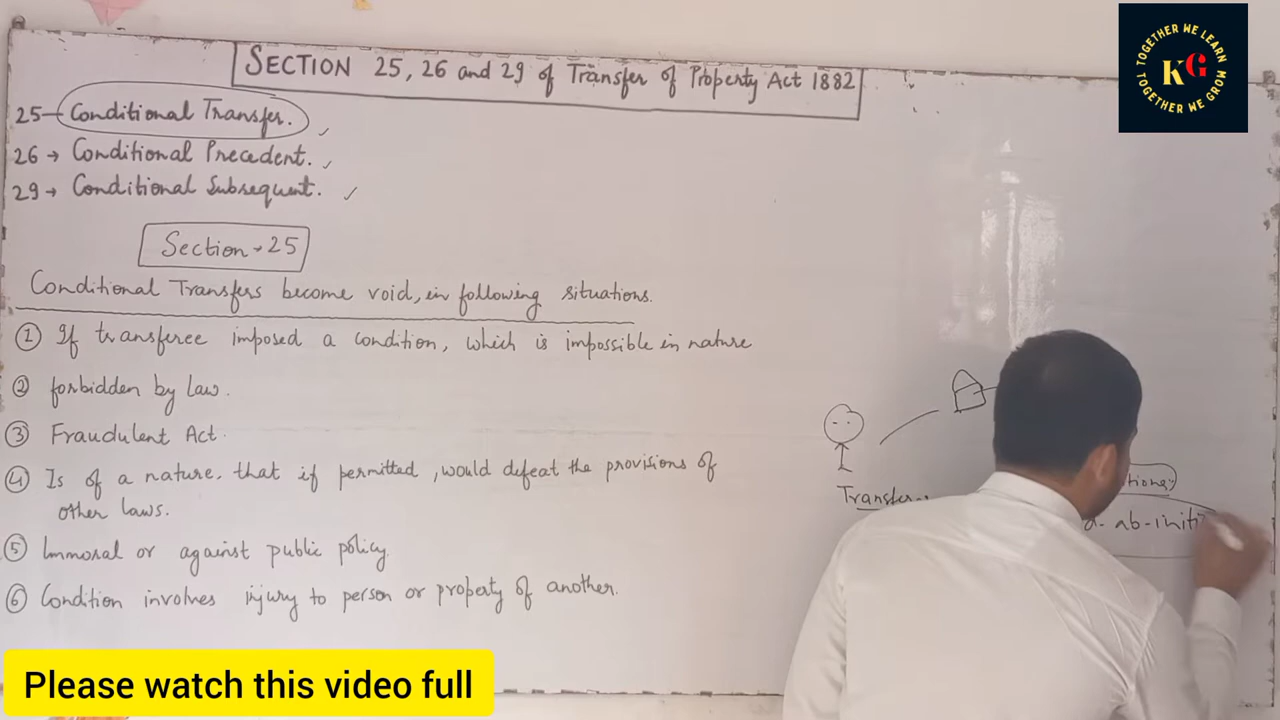 SECTION 25, 26 and 29 of Transfer of Property Act 1882
25- Conditional Transfer.
26 → Conditional Precedent.
29 → Conditional Subsequent.
Section-25
Conditional Transfers become void, in following situations.
① If transferee imposed a condition, which is impossible in nature
② forbidden by law.
③ Fraudulent Act.
④ Is of a nature, that if permitted, would defeat the provisions of
other laws.
⑤ Immoral or against public policy.
⑥ Condition involves injury to person or property of another.
ab-initi
TOGETHER WE LEARN
KG
TOGETHER WE GROW
Please watch this video full